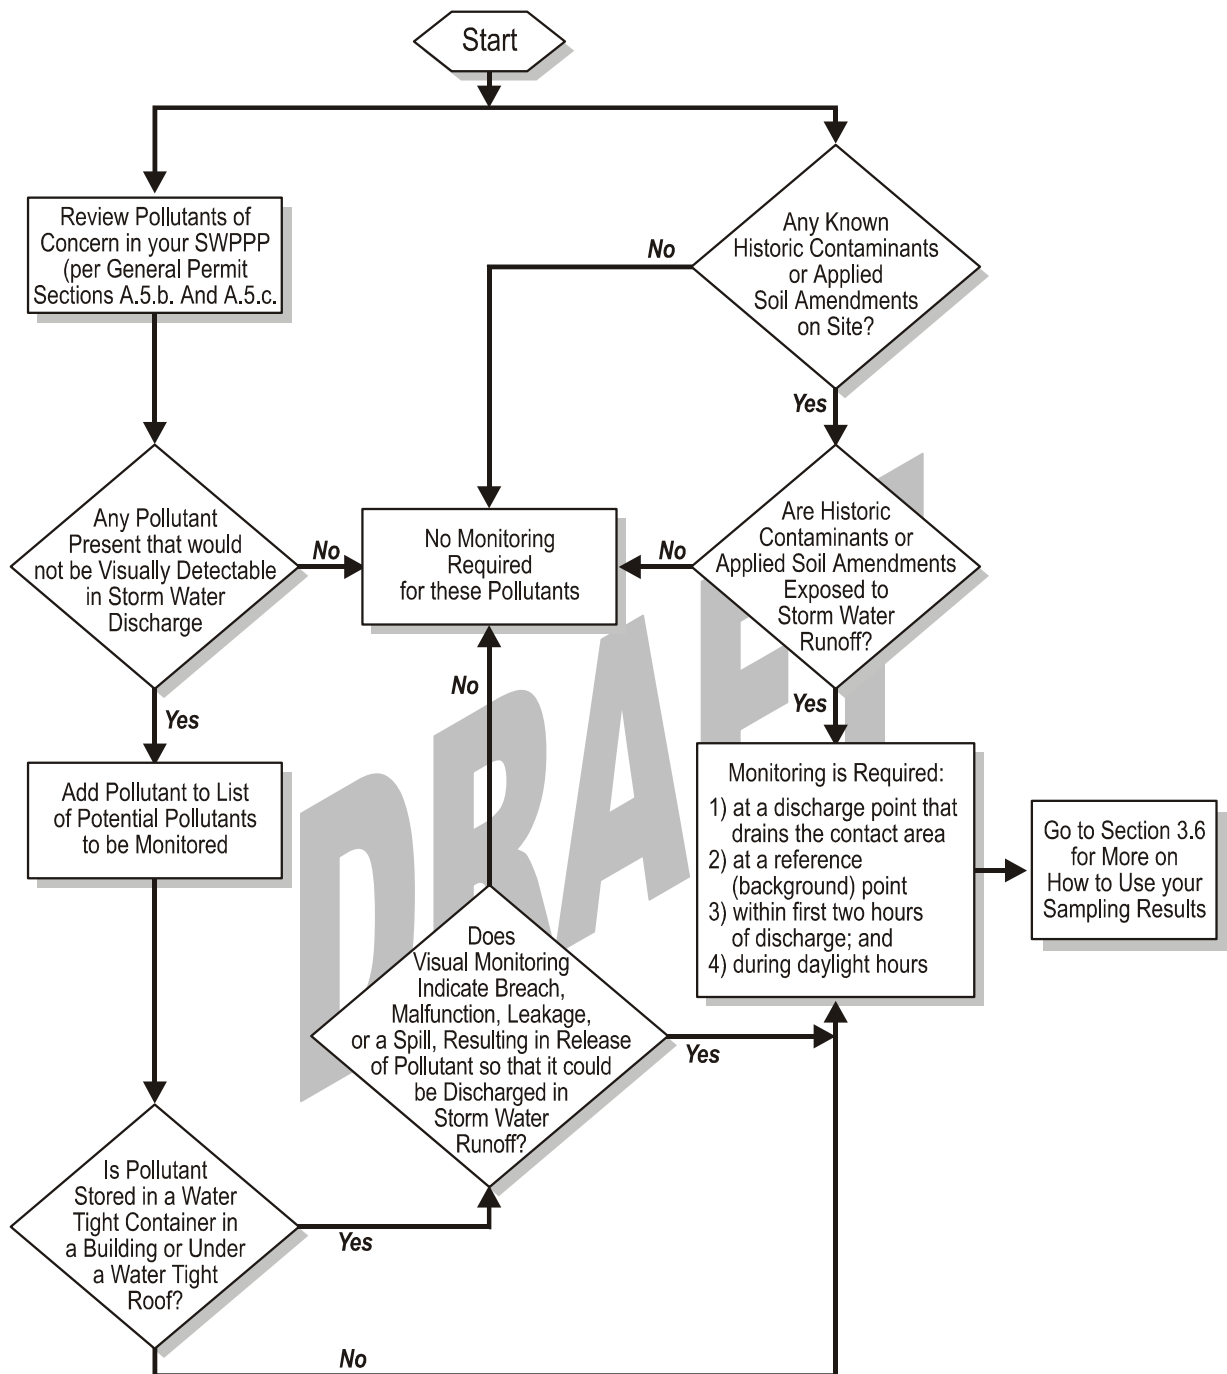 Start
Review Pollutants of
Concern in your SWPPP
(per General Permit
Sections A.5.b. And A.5.c.
Any Known
Historic Contaminants
or Applied
Soil Amendments
on Site?
No
Yes
Any Pollutant
Present that would
not be Visually Detectable
in Storm Water
Discharge
No
No Monitoring
Required
for these Pollutants
No
Are Historic
Contaminants or
Applied Soil Amendments
Exposed to
Storm Water
Runoff?
Yes
No
Yes
Add Pollutant to List
of Potential Pollutants
to be Monitored
Monitoring is Required:
1) at a discharge point that
drains the contact area
2) at a reference
(background) point
3) within first two hours
of discharge; and
4) during daylight hours
Go to Section 3.6
for More on
How to Use your
Sampling Results
Does
Visual Monitoring
Indicate Breach,
Malfunction, Leakage,
or a Spill, Resulting in Release
of Pollutant so that it could
be Discharged in
Storm Water
Runoff?
Yes
Is Pollutant
Stored in a Water
Tight Container in
a Building or Under
a Water Tight
Roof?
Yes
No
DRAFT